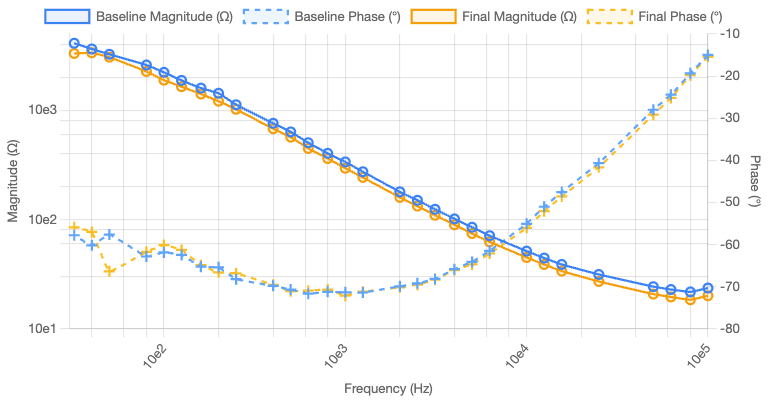 Baseline Magnitude (Ω) Baseline Phase (°) Final Magnitude (Ω) Final Phase (°)
-10
-20
10e3
-30
-40
Magnitude (Ω)
Phase (°)
-50
10e2
-60
-70
10e1
-80
10e2 10e3 10e4 10e5
Frequency (Hz)